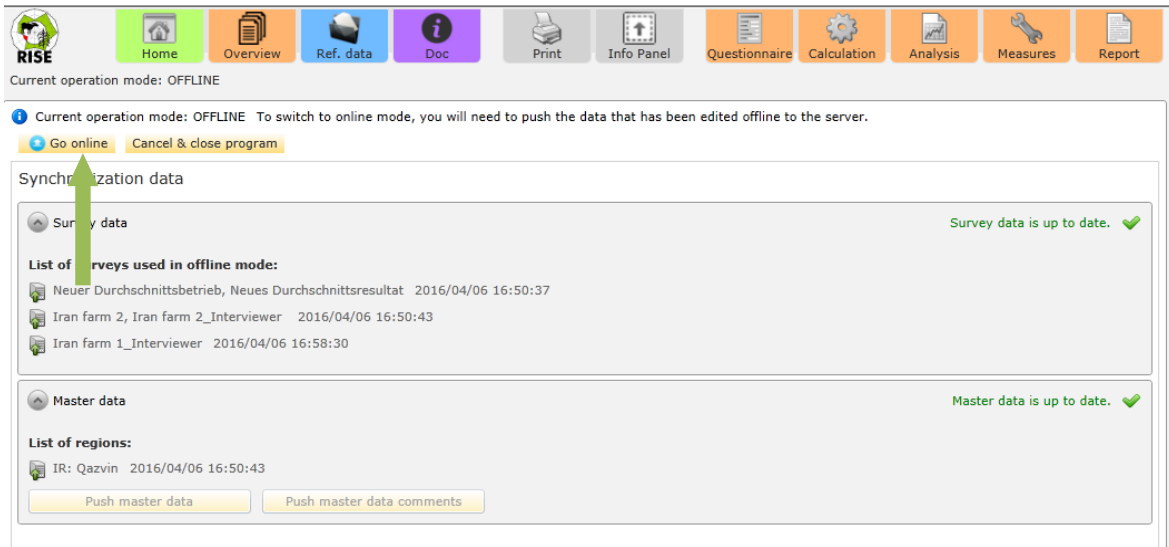 RISE
Home Overview Ref. data Doc Print Info Panel Questionnaire Calculation Analysis Measures Report
Current operation mode: OFFLINE
Current operation mode: OFFLINE To switch to online mode, you will need to push the data that has been edited offline to the server.
Go online Cancel & close program
Synchronization data
Survey data Survey data is up to date.
List of surveys used in offline mode:
Neuer Durchschnittsbetrieb, Neues Durchschnittsresultat 2016/04/06 16:50:37
Iran farm 2, Iran farm 2_Interviewer 2016/04/06 16:50:43
Iran farm 1_Interviewer 2016/04/06 16:58:30
Master data Master data is up to date.
List of regions:
IR: Qazvin 2016/04/06 16:50:43
Push master data Push master data comments